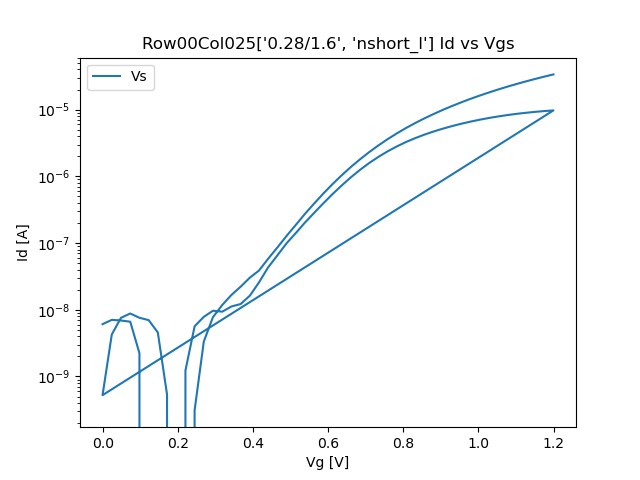 Row00Col025['0.28/1.6', 'nshort_l'] Id vs Vgs
Vs
10⁻⁵
10⁻⁶
10⁻⁷
10⁻⁸
10⁻⁹
Id [A]
0.0 0.2 0.4 0.6 0.8 1.0 1.2
Vg [V]